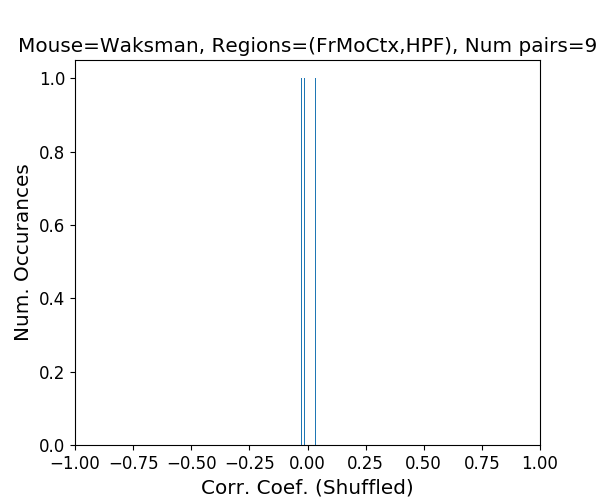 Mouse=Waksman, Regions=(FrMoCtx,HPF), Num pairs=9
1.0
0.8
0.6
0.4
0.2
0.0
Num. Occurances
−1.00 −0.75 −0.50 −0.25 0.00 0.25 0.50 0.75 1.00
Corr. Coef. (Shuffled)